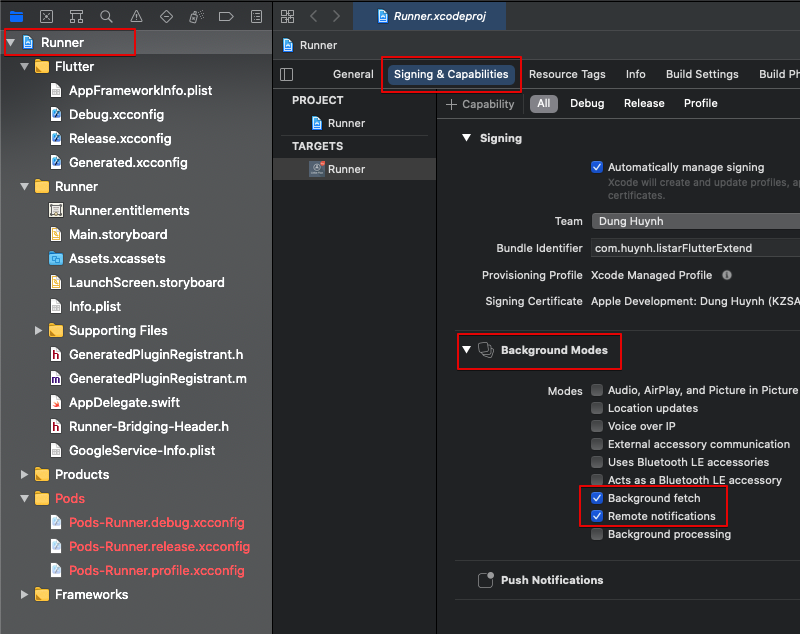 Runner
Flutter
AppFrameworkInfo.plist
Debug.xcconfig
Release.xcconfig
Generated.xcconfig
Runner
Runner.entitlements
Main.storyboard
Assets.xcassets
LaunchScreen.storyboard
Info.plist
Supporting Files
GeneratedPluginRegistrant.h
GeneratedPluginRegistrant.m
AppDelegate.swift
Runner-Bridging-Header.h
GoogleService-Info.plist
Products
Pods
Pods-Runner.debug.xcconfig
Pods-Runner.release.xcconfig
Pods-Runner.profile.xcconfig
Frameworks
Runner.xcodeproj
Runner
General Signing & Capabilities Resource Tags Info Build Settings Build Ph
PROJECT
Runner
TARGETS
Runner
+ Capability All Debug Release Profile
Signing
Automatically manage signing
Xcode will create and update profiles, ap
certificates.
Team Dung Huynh
Bundle Identifier com.huynh.listarFlutterExtend
Provisioning Profile Xcode Managed Profile
Signing Certificate Apple Development: Dung Huynh (KZSA
Background Modes
Modes Audio, AirPlay, and Picture in Picture
Location updates
Voice over IP
External accessory communication
Uses Bluetooth LE accessories
Acts as a Bluetooth LE accessory
Background fetch
Remote notifications
Background processing
Push Notifications